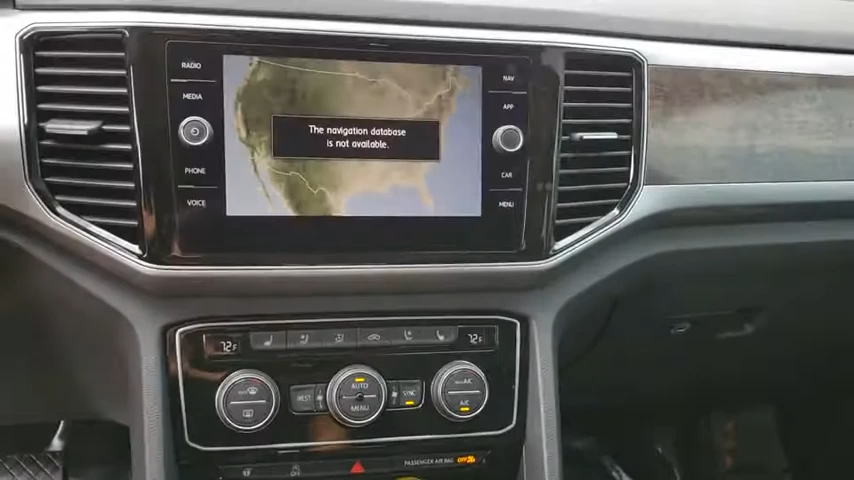 RADIO
MEDIA
PHONE
VOICE
The navigation database
is not available.
NAV
APP
CAR
MENU
72°F
72°F
REST
AUTO
MENU
SYNC
MAX A/C
A/C
PASSENGER AIR BAG
OFF